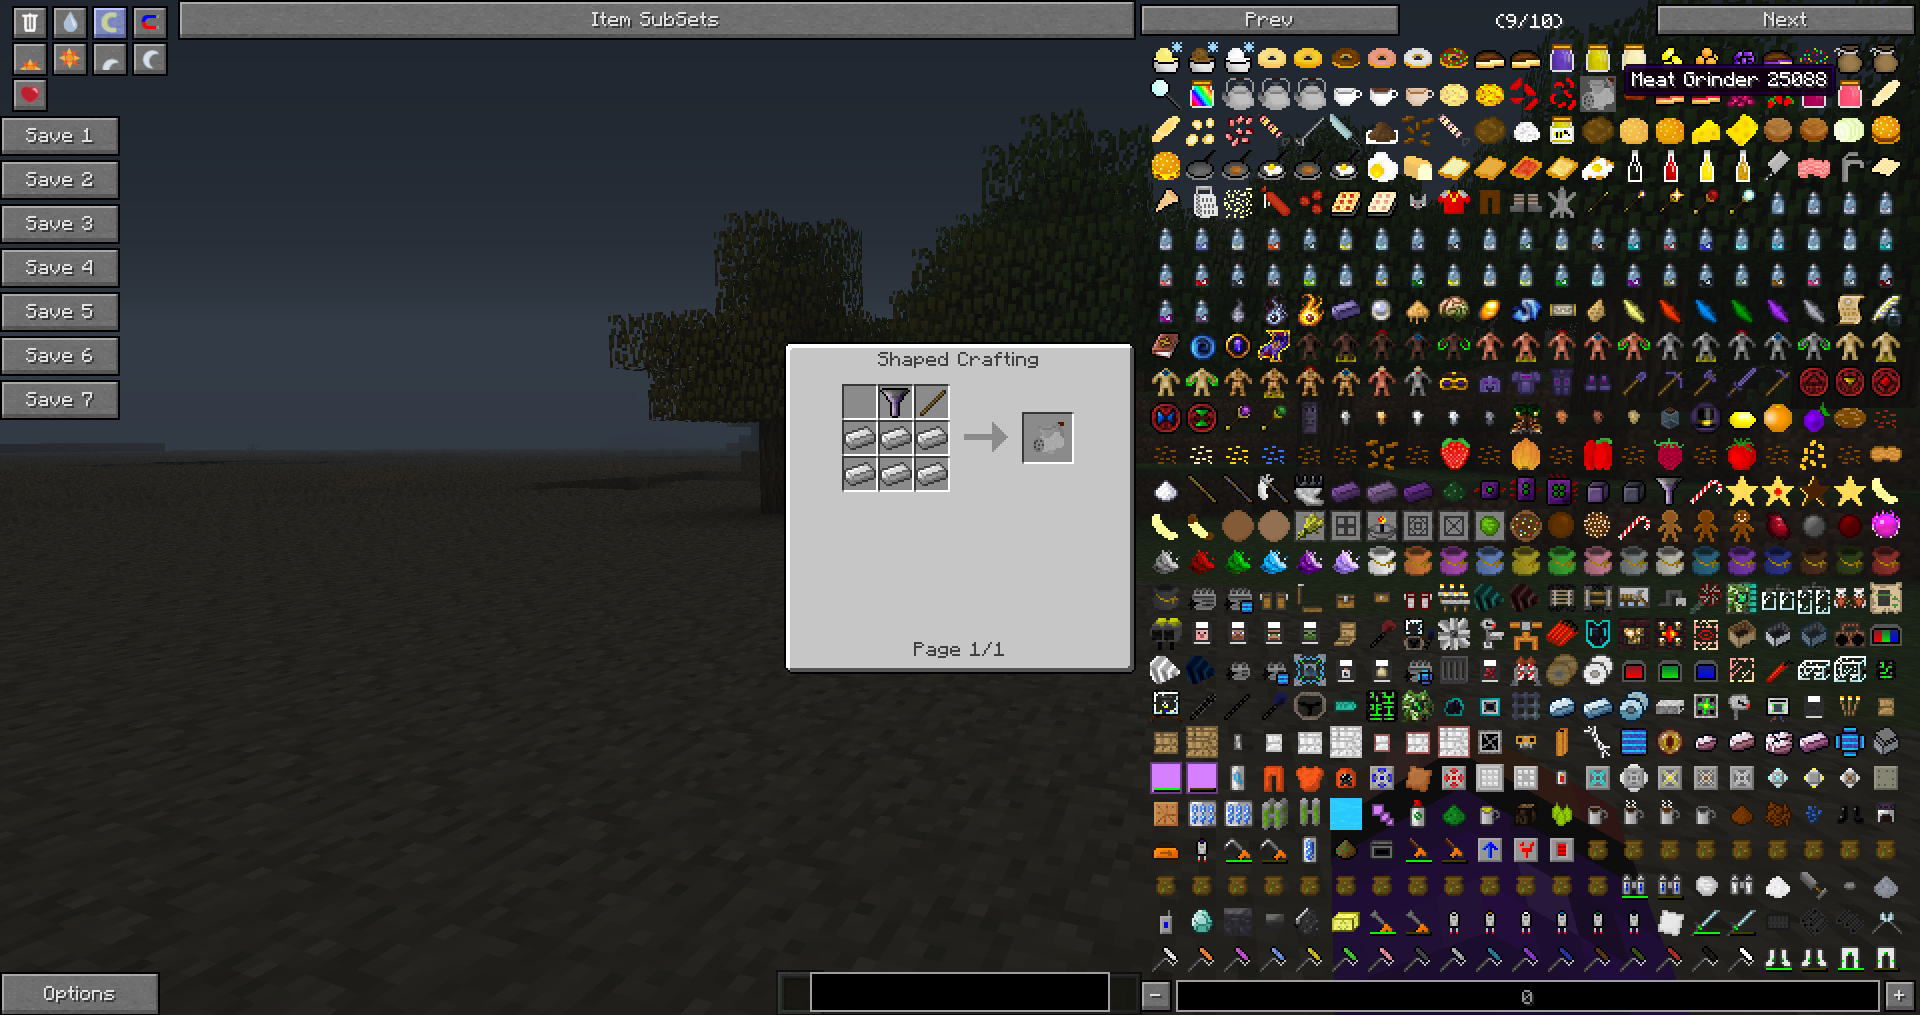 Item SubSets
Prev
(9/10)
Next
Meat Grinder 25088
Save 1
Save 2
Save 3
Save 4
Save 5
Save 6
Save 7
Shaped Crafting
Page 1/1
Options
-
0
+